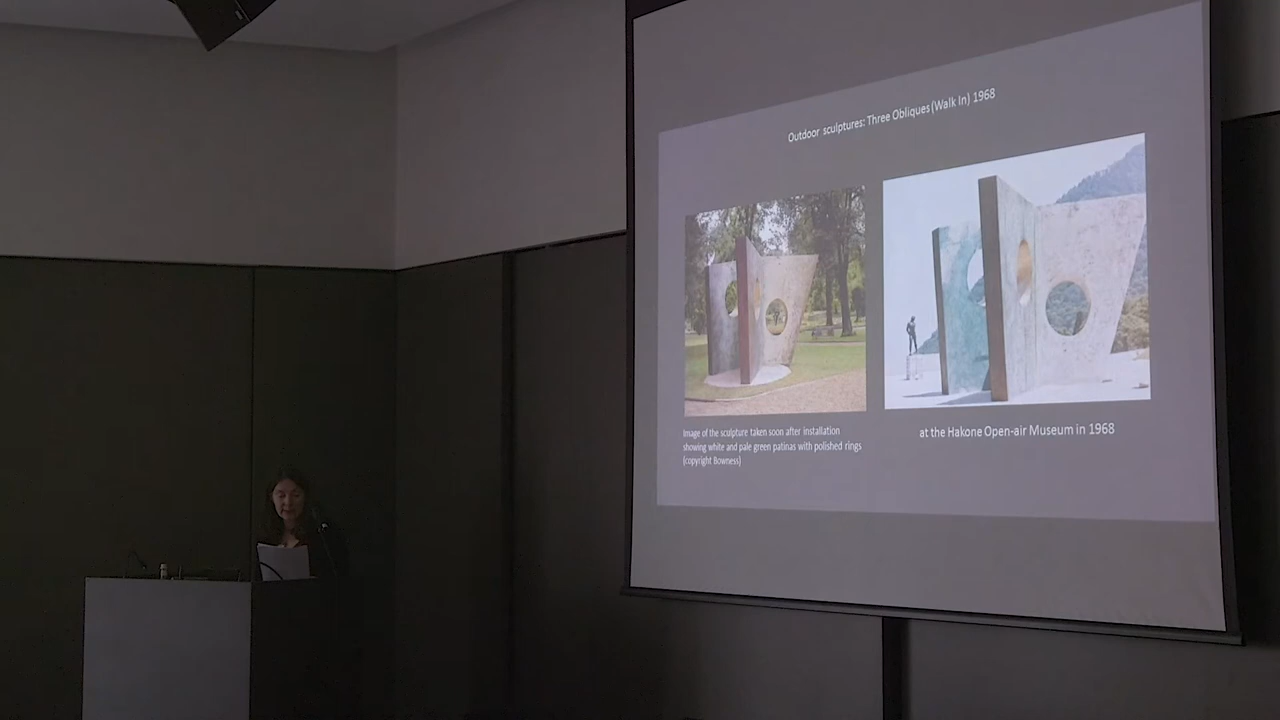 Outdoor sculptures: Three Obliques (Walk In) 1968
Image of the sculpture taken soon after installation
showing white and pale green patinas with polished rings
(copyright Bowness)
at the Hakone Open-air Museum in 1968